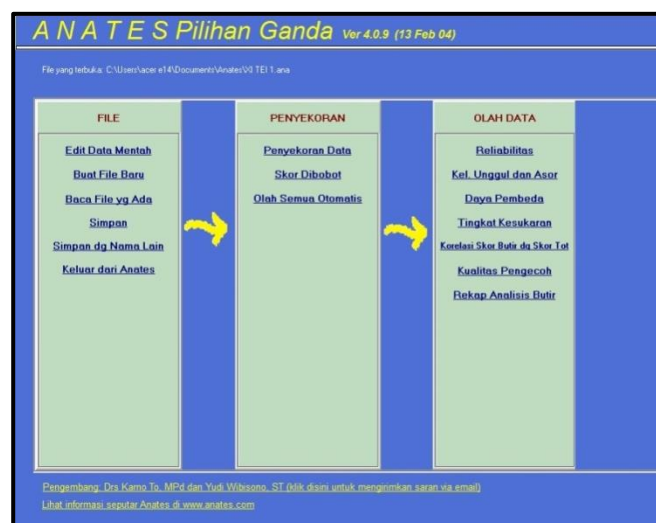 A N A T E S Pilihan Ganda Ver 4.0.9 (13 Feb 04)
File yang terbuka: C:\Users\acer e14\Documents\Anates\XI TEI 1.ana
FILE
Edit Data Mentah
Buat File Baru
Baca File yg Ada
Simpan
Simpan dg Nama Lain
Keluar dari Anates
PENYEKORAN
Penyekoran Data
Skor Dibobot
Olah Semua Otomatis
OLAH DATA
Reliabilitas
Kel. Unggul dan Asor
Daya Pembeda
Tingkat Kesukaran
Korelasi Skor Butir dg Skor Tot
Kualitas Pengecoh
Rekap Analisis Butir
Pengembang: Drs Karno To, MPd dan Yudi Wibisono, ST (klik disini untuk mengirimkan saran via email)
Lihat informasi seputar Anates di www.anates.com